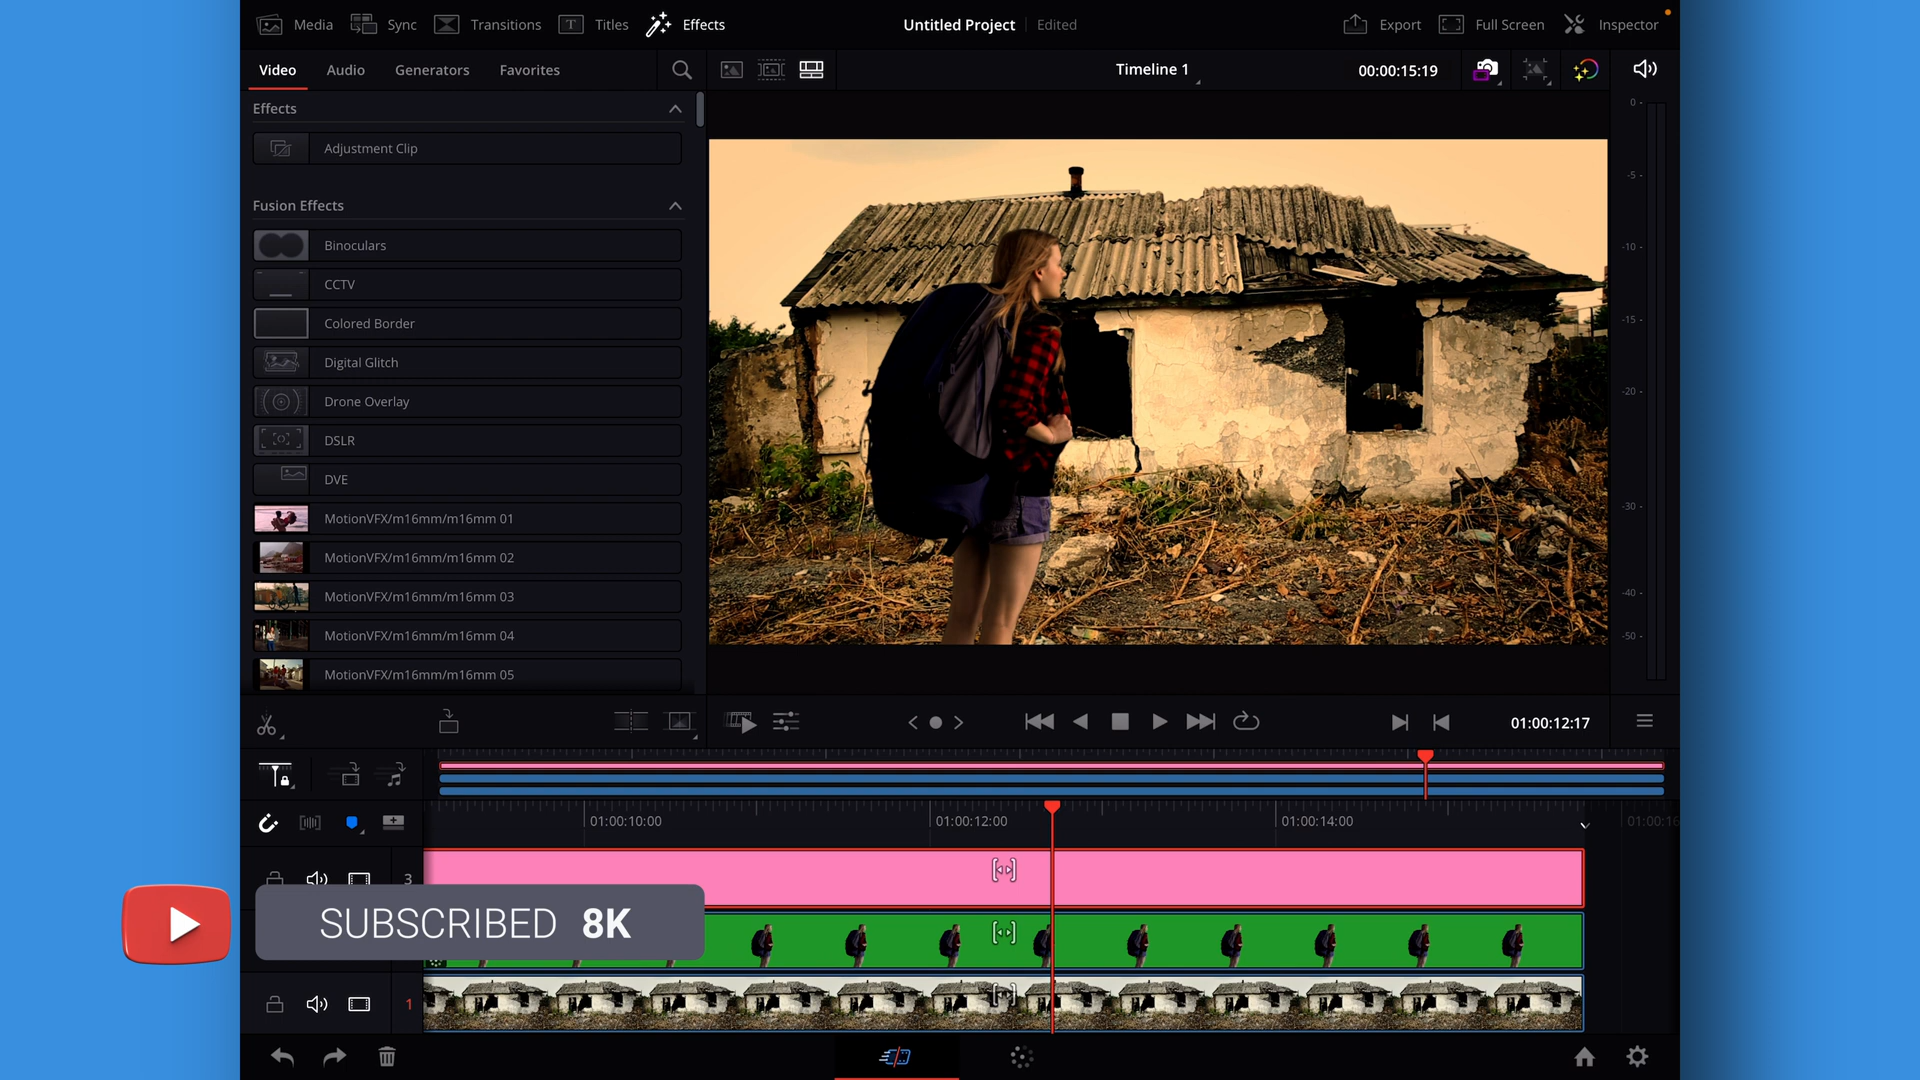 Media Sync Transitions Titles Effects Untitled Project Edited Export Full Screen Inspector
Video Audio Generators Favorites Timeline 1 00:00:15:19
Effects
Adjustment Clip
Fusion Effects
Binoculars
CCTV
Colored Border
Digital Glitch
Drone Overlay
DSLR
DVE
MotionVFX/m16mm/m16mm 01
MotionVFX/m16mm/m16mm 02
MotionVFX/m16mm/m16mm 03
MotionVFX/m16mm/m16mm 04
MotionVFX/m16mm/m16mm 05
0 -
-5 -
-10 -
-15 -
-20 -
-30 -
-40 -
-50 -
01:00:12:17
01:00:10:00 01:00:12:00 01:00:14:00 01:00:16
3
SUBSCRIBED 8K
1